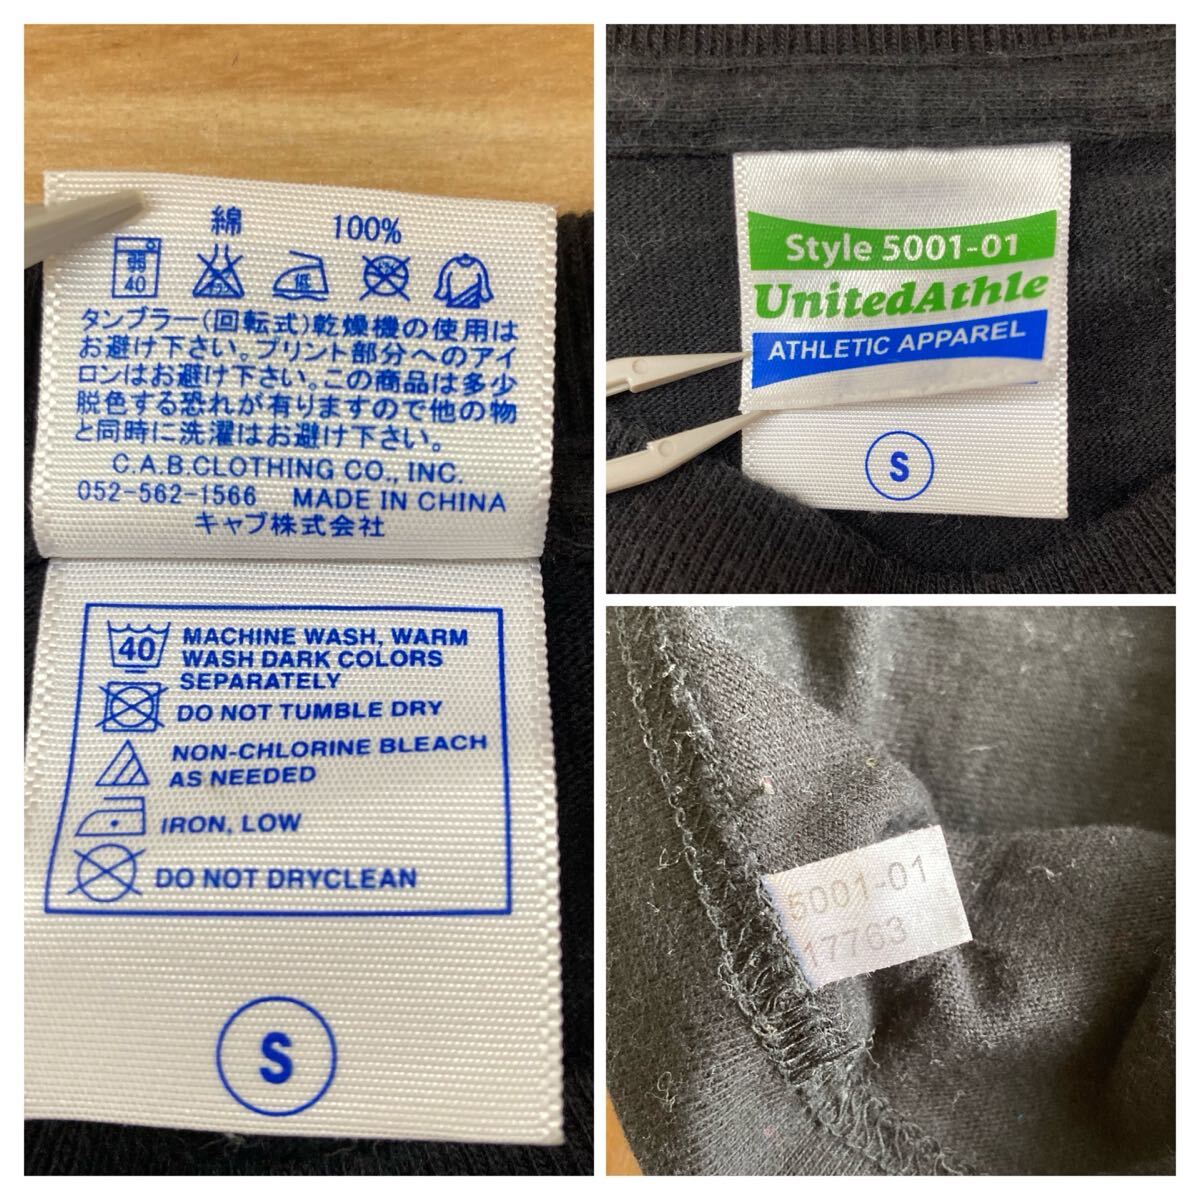 綿 100%
弱
40
エンソ
低
タンブラー(回転式)乾燥機の使用は
お避け下さい。プリント部分へのアイ
ロンはお避け下さい。この商品は多少
脱色する恐れが有りますので他の物
と同時に洗濯はお避け下さい。
C.A.B.CLOTHING CO., INC.
052-562-1566 MADE IN CHINA
キャブ株式会社
40 MACHINE WASH, WARM
WASH DARK COLORS
SEPARATELY
DO NOT TUMBLE DRY
NON-CHLORINE BLEACH
AS NEEDED
IRON, LOW
DO NOT DRYCLEAN
S
Style 5001-01
UnitedAthle
ATHLETIC APPAREL
S
5001-01
17763